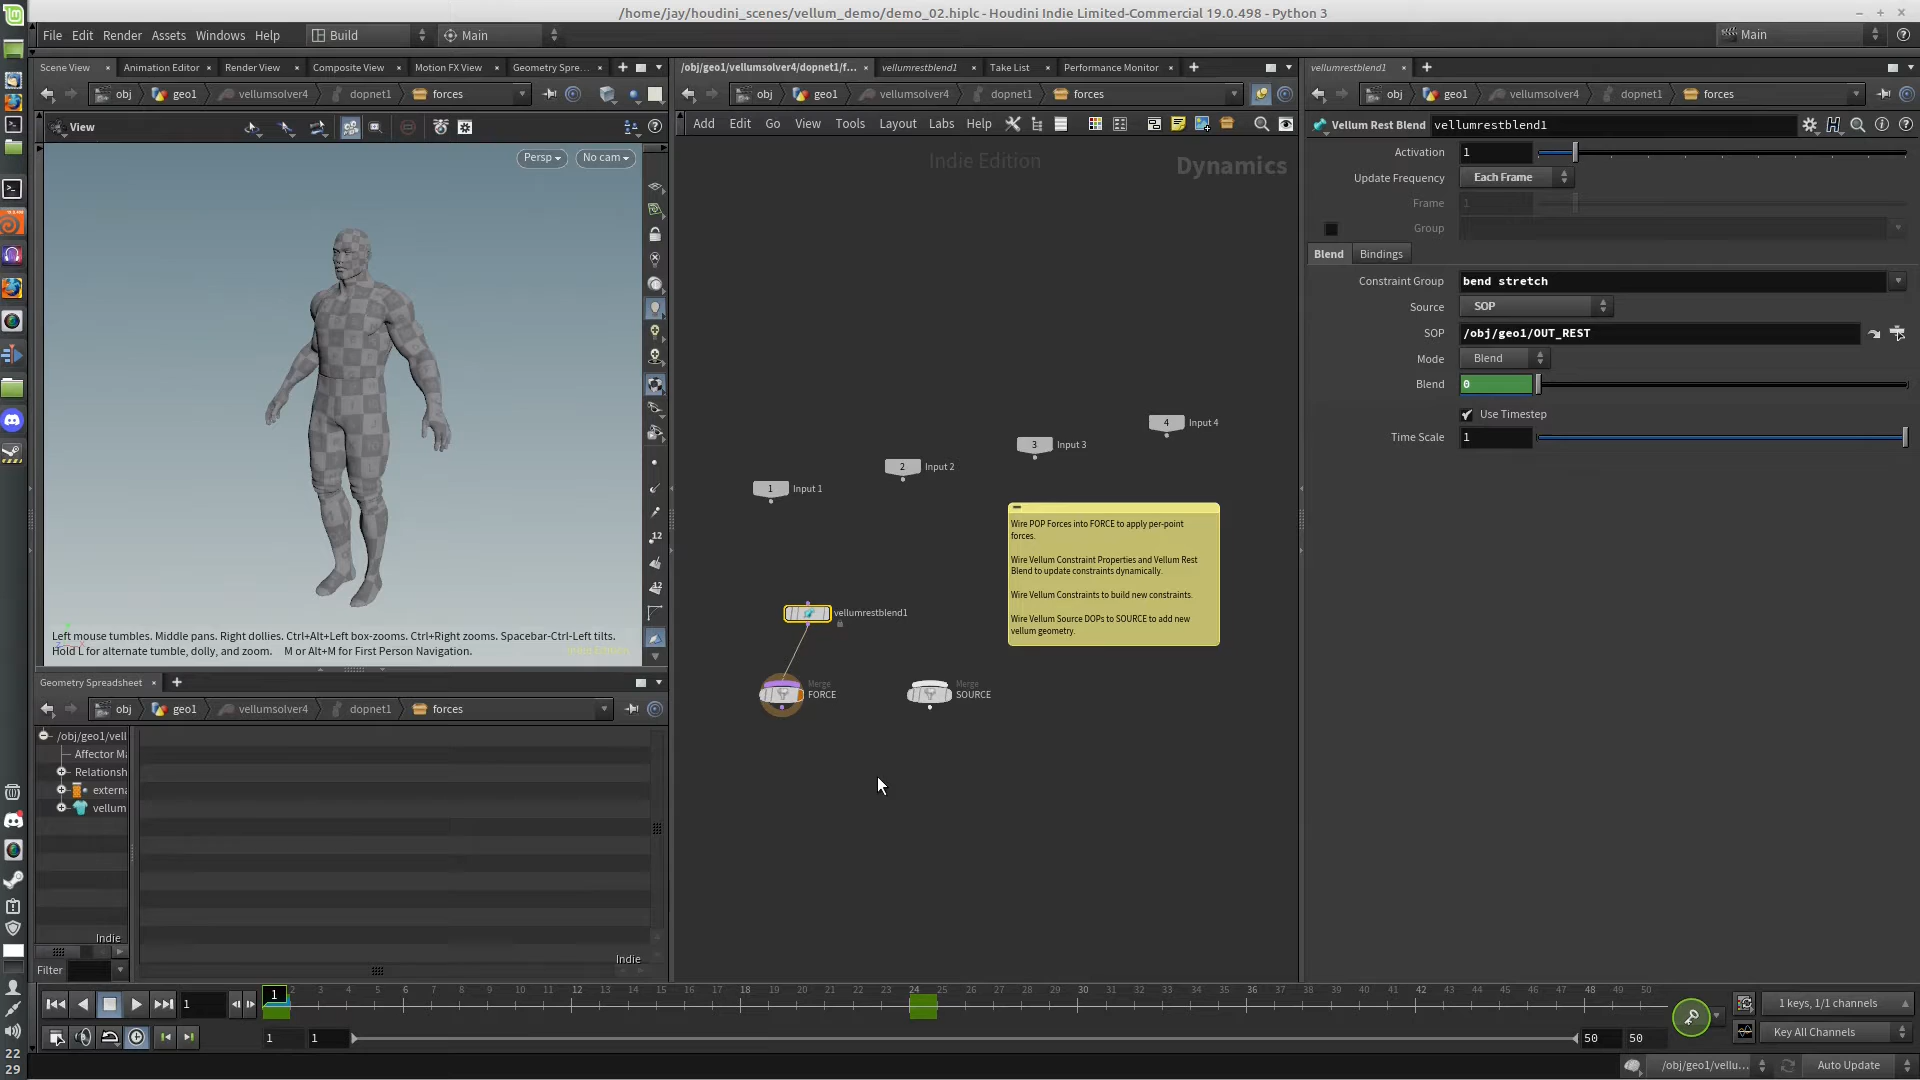 /home/jay/houdini_scenes/vellum_demo/demo_02.hiplc - Houdini Indie Limited-Commercial 19.0.498 - Python 3
File Edit Render Assets Windows Help Build Main Main
Scene View Animation Editor Render View Composite View Motion FX View Geometry Spre...
obj geo1 vellumsolver4 dopnet1 forces
View
Persp No cam
Left mouse tumbles. Middle pans. Right dollies. Ctrl+Alt+Left box-zooms. Ctrl+Right zooms. Spacebar-Ctrl-Left tilts.
Hold L for alternate tumble, dolly, and zoom. M or Alt+M for First Person Navigation.
12
12
Geometry Spreadsheet
obj geo1 vellumsolver4 dopnet1 forces
/obj/geo1/vell
Affector Ma
Relationsh
externa
vellum
Indie
Indie
Filter
/obj/geo1/vellumsolver4/dopnet1/f... vellumrestblend1 Take List Performance Monitor
obj geo1 vellumsolver4 dopnet1 forces
Add Edit Go View Tools Layout Labs Help
Indie Edition
Dynamics
4 Input 4
3 Input 3
2 Input 2
1 Input 1
Wire POP Forces into FORCE to apply per-point
forces.
Wire Vellum Constraint Properties and Vellum Rest
Blend to update constraints dynamically.
Wire Vellum Constraints to build new constraints.
Wire Vellum Source DOPs to SOURCE to add new
vellum geometry.
vellumrestblend1
Merge
FORCE
Merge
SOURCE
vellumrestblend1
obj geo1 vellumsolver4 dopnet1 forces
Vellum Rest Blend vellumrestblend1
Activation 1
Update Frequency Each Frame
Frame 1
Group
Blend Bindings
Constraint Group bend stretch
Source SOP
SOP /obj/geo1/OUT_REST
Mode Blend
Blend 0
Use Timestep
Time Scale 1
1 1 2 3 4 5 6 7 8 9 10 11 12 13 14 15 16 17 18 19 20 21 22 23 24 25 26 27 28 29 30 31 32 33 34 35 36 37 38 39 40 41 42 43 44 45 46 47 48 49 50
1 keys, 1/1 channels
1 1 50 50
Key All Channels
22
29
/obj/geo1/vellu... Auto Update